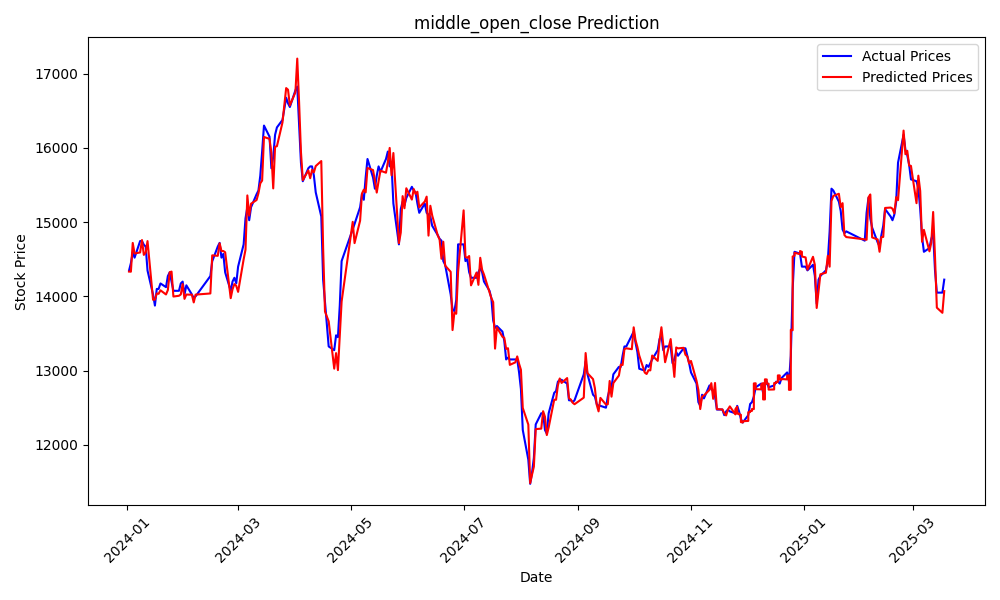 middle_open_close Prediction
Actual Prices
Predicted Prices
Stock Price
17000
16000
15000
14000
13000
12000
2024-01
2024-03
2024-05
2024-07
2024-09
2024-11
2025-01
2025-03
Date